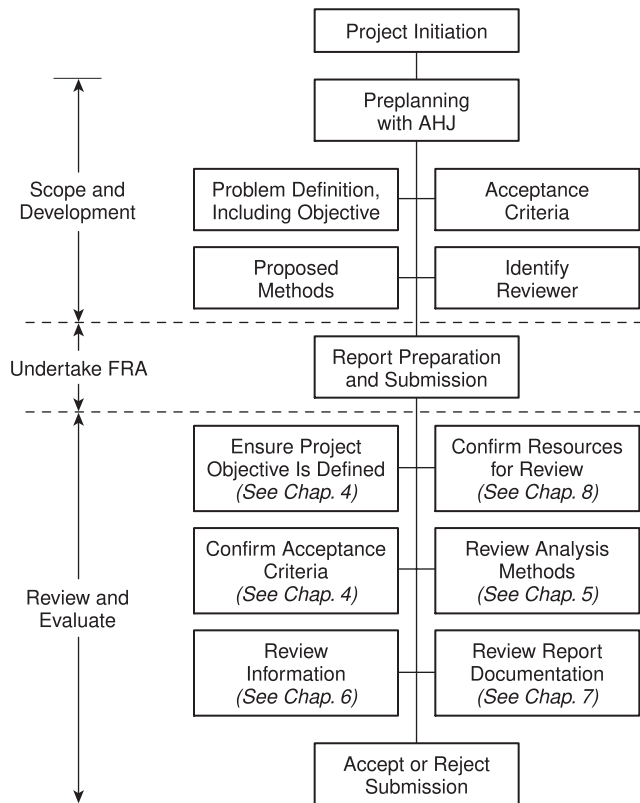 Project Initiation
Preplanning
with AHJ
Scope and
Development
Problem Definition,
Including Objective
Acceptance
Criteria
Proposed
Methods
Identify
Reviewer
Undertake FRA
Report Preparation
and Submission
Review and
Evaluate
Ensure Project
Objective Is Defined
(See Chap. 4)
Confirm Resources
for Review
(See Chap. 8)
Confirm Acceptance
Criteria
(See Chap. 4)
Review Analysis
Methods
(See Chap. 5)
Review
Information
(See Chap. 6)
Review Report
Documentation
(See Chap. 7)
Accept or Reject
Submission